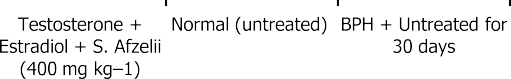 Testosterone +
Estradiol + S. Afzelii
(400 mg kg–1)
Normal (untreated)
BPH + Untreated for
30 days